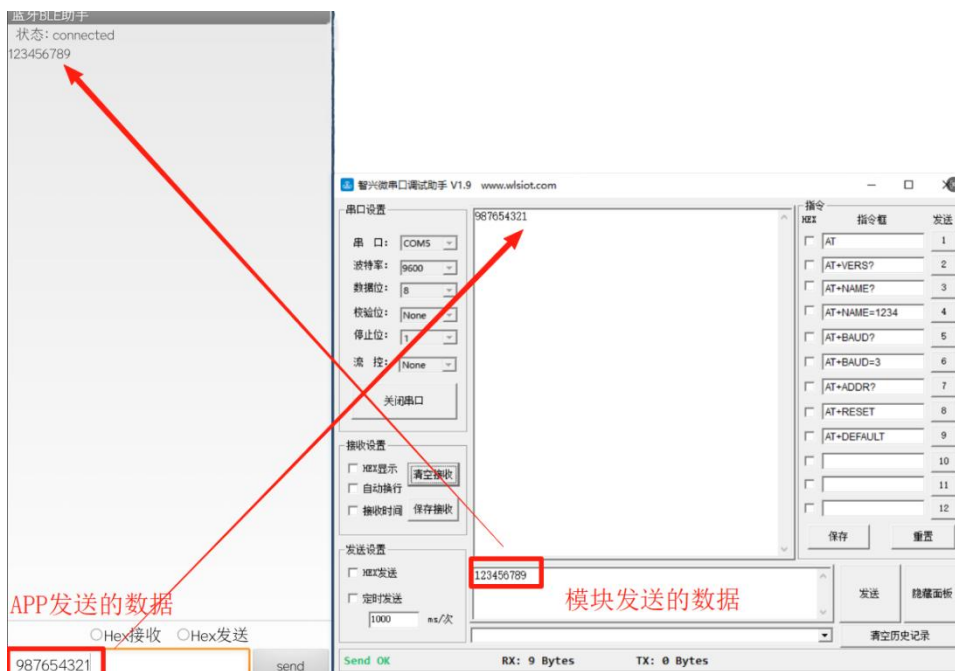 蓝牙BLE助手
状态: connected
123456789
APP发送的数据
Hex接收 Hex发送
987654321 send
智兴微串口调试助手 V1.9 www.wlsiot.com
串口设置
串 口: COM5
波特率: 9600
数据位: 8
校验位: None
停止位: 1
流 控: None
关闭串口
接收设置
HEX显示 清空接收
自动换行
接收时间 保存接收
发送设置
HEX发送
定时发送
1000 ms/次
987654321
123456789
模块发送的数据
指令
HEX 指令框 发送
AT 1
AT+VERS? 2
AT+NAME? 3
AT+NAME=1234 4
AT+BAUD? 5
AT+BAUD=3 6
AT+ADDR? 7
AT+RESET 8
AT+DEFAULT 9
10
11
12
保存 重置
发送 隐藏面板
清空历史记录
Send OK RX: 9 Bytes TX: 0 Bytes